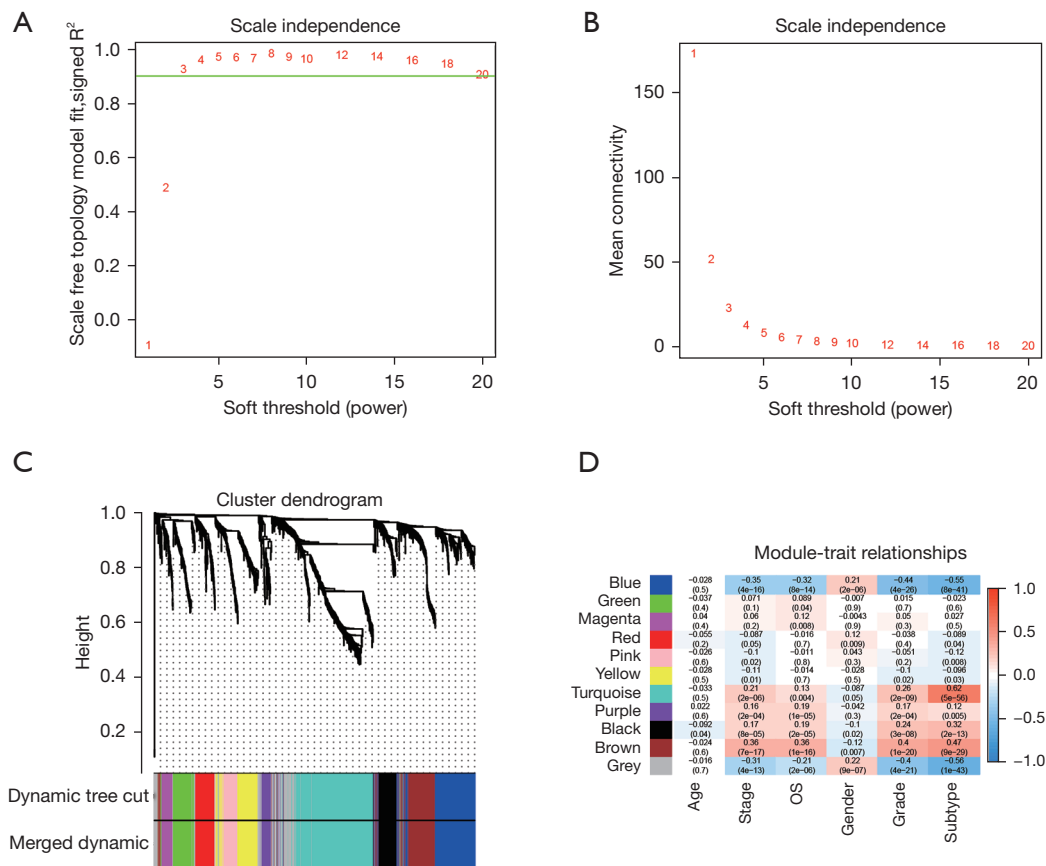 A
Scale independence
Scale free topology model fit,signed R²
1.0
0.8
0.6
0.4
0.2
0.0
1 2 3 4 5 6 7 8 9 10 12 14 16 18 20
5 10 15 20
Soft threshold (power)
B
Scale independence
Mean connectivity
150
100
50
0
1 2 3 4 5 6 7 8 9 10 12 14 16 18 20
5 10 15 20
Soft threshold (power)
C
Cluster dendrogram
Height
1.0
0.8
0.6
0.4
0.2
Dynamic tree cut
Merged dynamic
D
Module-trait relationships
Blue −0.028 −0.35 −0.32 0.21 −0.44 −0.55
(0.5) (4e−16) (8e−14) (2e−06) (4e−26) (8e−41)
Green −0.037 0.071 0.089 −0.007 0.015 −0.023
(0.4) (0.1) (0.04) (0.9) (0.7) (0.6)
Magenta 0.04 0.06 0.12 −0.0043 0.05 0.027
(0.4) (0.2) (0.008) (0.9) (0.3) (0.5)
Red −0.055 −0.087 −0.016 0.12 −0.038 −0.089
(0.2) (0.05) (0.7) (0.009) (0.4) (0.04)
Pink −0.026 −0.1 −0.011 0.043 −0.051 −0.12
(0.6) (0.02) (0.8) (0.3) (0.2) (0.008)
Yellow −0.028 −0.11 −0.014 −0.028 −0.1 −0.096
(0.5) (0.01) (0.7) (0.5) (0.02) (0.03)
Turquoise −0.033 0.21 0.13 −0.087 0.26 0.62
(0.5) (2e−06) (0.004) (0.05) (2e−09) (5e−56)
Purple 0.022 0.16 0.19 −0.042 0.17 0.12
(0.6) (2e−04) (1e−05) (0.3) (2e−04) (0.005)
Black −0.092 0.17 0.19 −0.1 0.24 0.32
(0.04) (8e−05) (2e−05) (0.02) (3e−08) (2e−13)
Brown −0.024 0.36 0.36 −0.12 0.4 0.47
(0.6) (7e−17) (1e−16) (0.007) (1e−20) (9e−29)
Grey −0.016 −0.31 −0.21 0.22 −0.4 −0.56
(0.7) (4e−13) (2e−06) (9e−07) (4e−21) (1e−43)
Age Stage OS Gender Grade Subtype
1.0
0.5
0
−0.5
−1.0